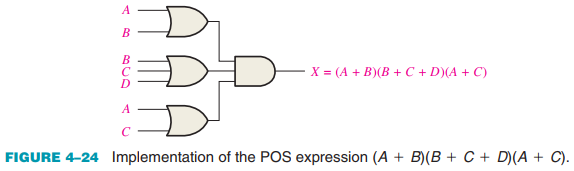 A
B
B
C
D
X = (A + B)(B + C + D)(A + C)
A
C
FIGURE 4–24 Implementation of the POS expression (A + B)(B + C + D)(A + C).